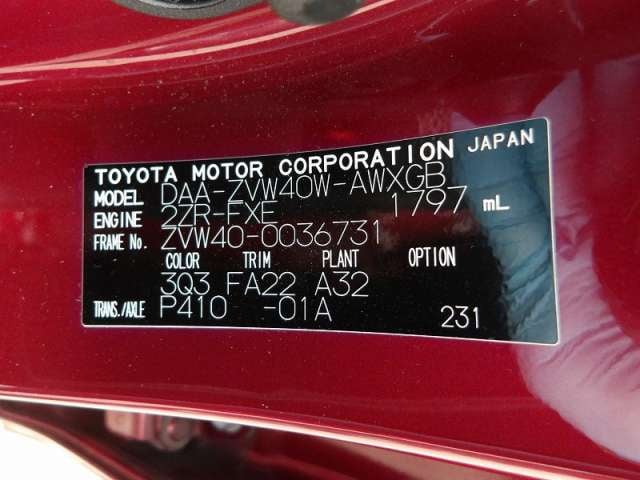 TOYOTA MOTOR CORPORATION JAPAN
MODEL DAA-ZVW40W-AWXGB
ENGINE 2ZR-FXE 1797 mL
FRAME No. ZVW40-0036731
COLOR TRIM PLANT OPTION
3Q3 FA22 A32
TRANS./AXLE P410 -01A 231